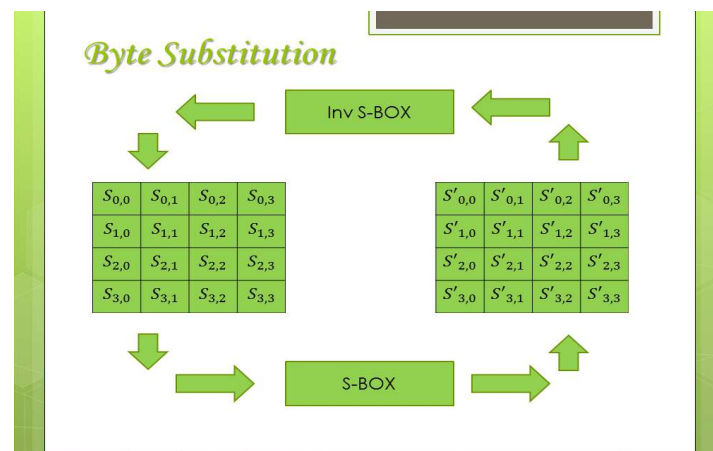 Byte Substitution
Inv S-BOX
S₀,₀ S₀,₁ S₀,₂ S₀,₃
S₁,₀ S₁,₁ S₁,₂ S₁,₃
S₂,₀ S₂,₁ S₂,₂ S₂,₃
S₃,₀ S₃,₁ S₃,₂ S₃,₃
S′₀,₀ S′₀,₁ S′₀,₂ S′₀,₃
S′₁,₀ S′₁,₁ S′₁,₂ S′₁,₃
S′₂,₀ S′₂,₁ S′₂,₂ S′₂,₃
S′₃,₀ S′₃,₁ S′₃,₂ S′₃,₃
S-BOX